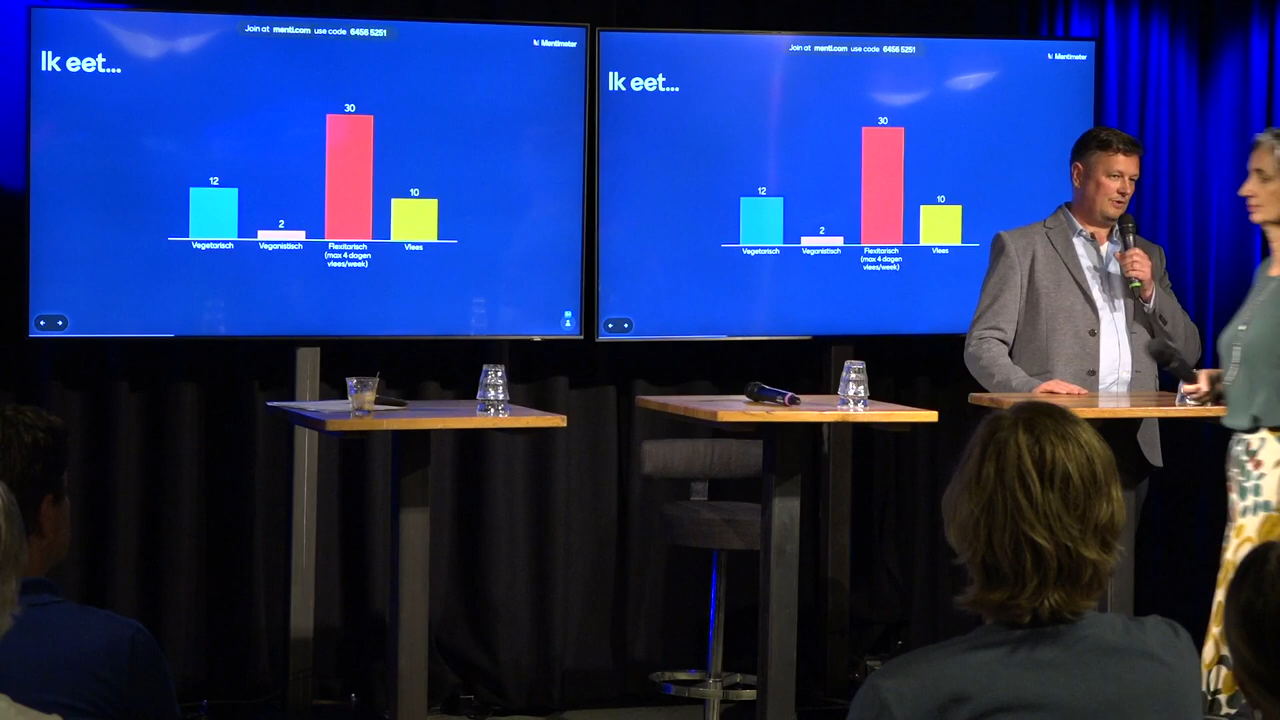 Join at menti.com use code 6456 5251
Mentimeter
Ik eet...
30
12
10
2
Vegetarisch
Veganistisch
Flexitarisch
(max 4 dagen
vlees/week)
Vlees
Join at menti.com use code 6456 5251
Mentimeter
Ik eet...
30
12
10
2
Vegetarisch
Veganistisch
Flexitarisch
(max 4 dagen
vlees/week)
Vlees